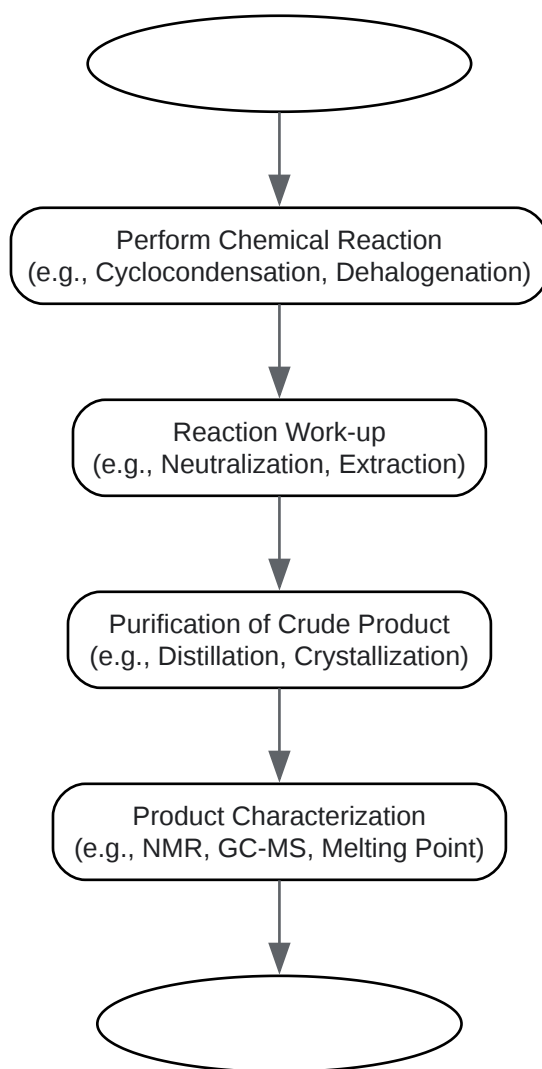 Perform Chemical Reaction
(e.g., Cyclocondensation, Dehalogenation)
Reaction Work-up
(e.g., Neutralization, Extraction)
Purification of Crude Product
(e.g., Distillation, Crystallization)
Product Characterization
(e.g., NMR, GC-MS, Melting Point)